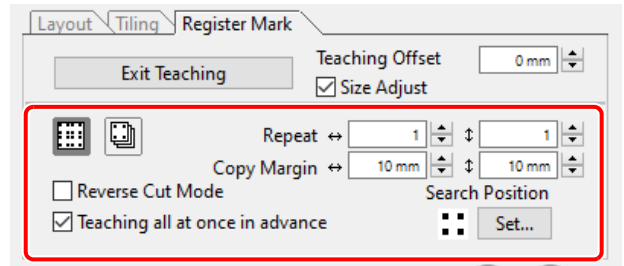 Layout Tiling Register Mark
Exit Teaching
Teaching Offset 0 mm
Size Adjust
Repeat ↔ 1 ↕ 1
Copy Margin ↔ 10 mm ↕ 10 mm
Reverse Cut Mode
Search Position
Teaching all at once in advance
Set...